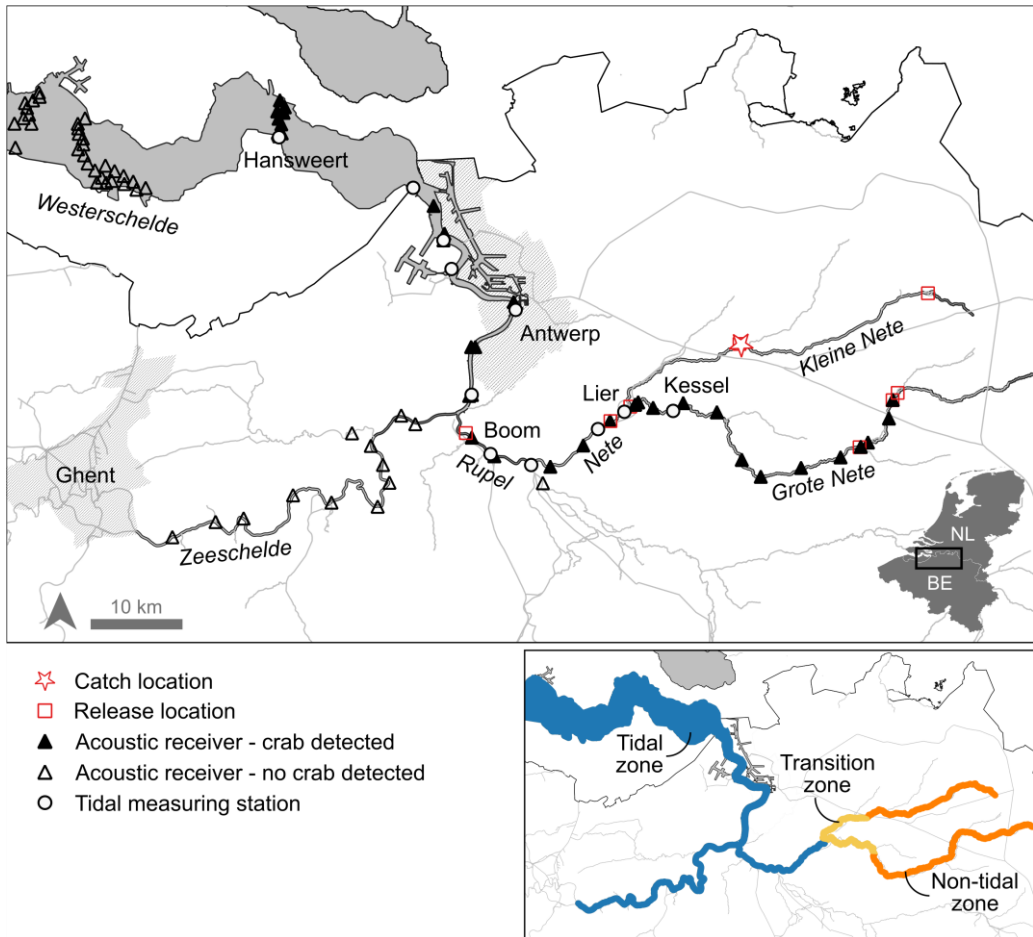 Hansweert
Westerschelde
Antwerp
Kleine Nete
Lier
Kessel
Boom
Nete
Rupel
Grote Nete
Ghent
Zeeschelde
NL
BE
10 km
Catch location
Release location
Acoustic receiver - crab detected
Acoustic receiver - no crab detected
Tidal measuring station
Tidal
zone
Transition
zone
Non-tidal
zone